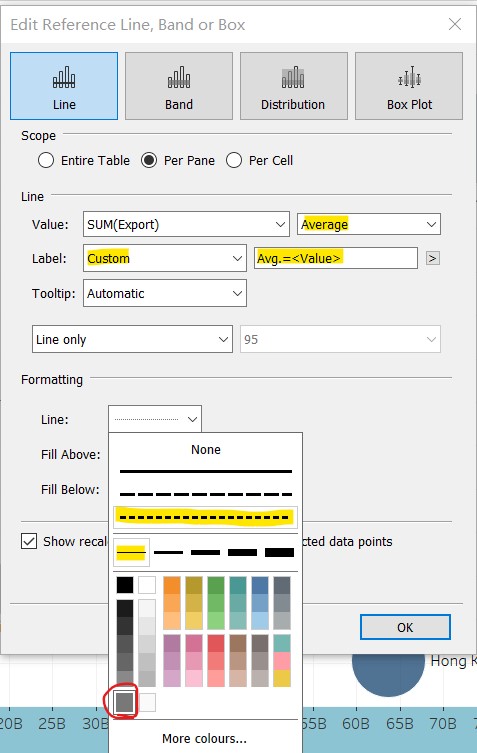 Edit Reference Line, Band or Box
Line Band Distribution Box Plot
Scope
Entire Table Per Pane Per Cell
Line
Value: SUM(Export) Average
Label: Custom Avg.=<Value> >
Tooltip: Automatic
Line only 95
Formatting
Line:
Fill Above:
None
Fill Below:
Show recal cted data points
OK
Hong K
20B 25B 30B 55B 60B 65B 70B 75B
More colours...